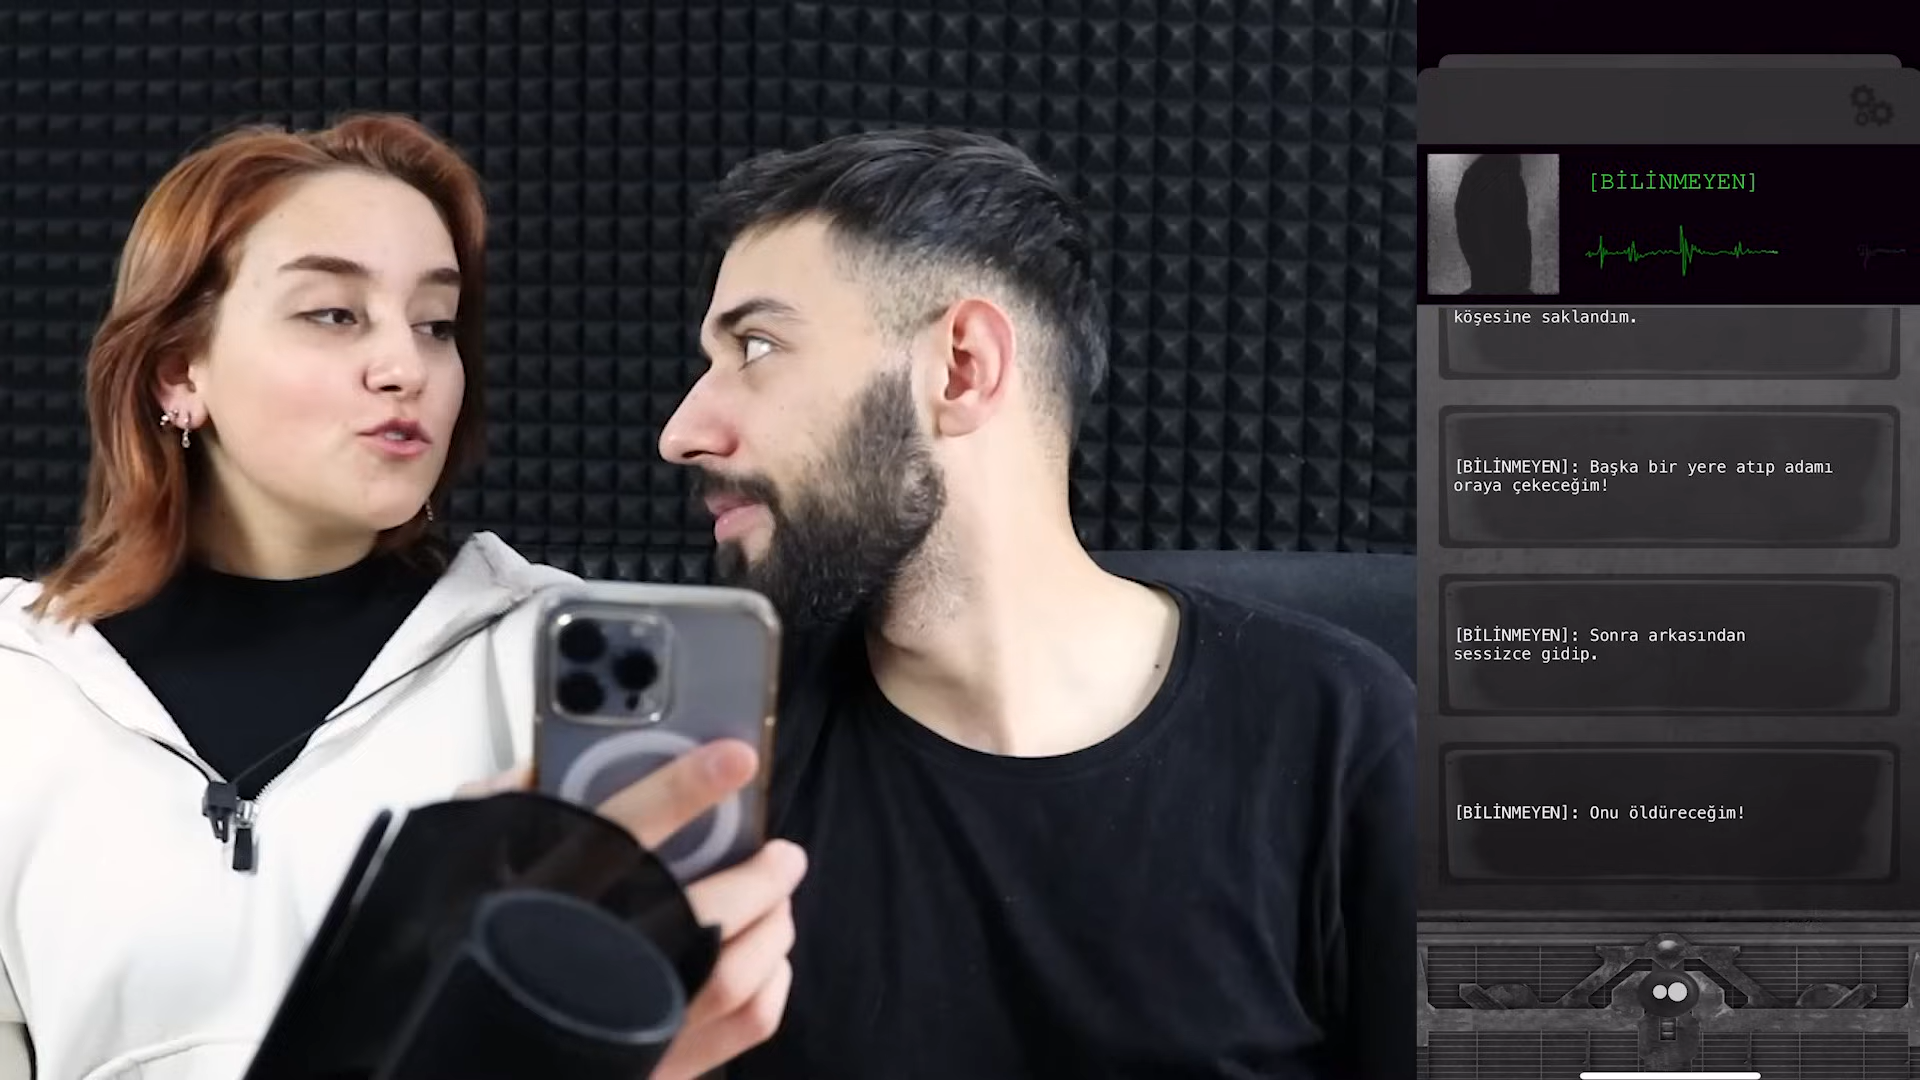 [BİLİNMEYEN]
köşesine saklandım.
[BİLİNMEYEN]: Başka bir yere atıp adamı
oraya çekeceğim!
[BİLİNMEYEN]: Sonra arkasından
sessizce gidip.
[BİLİNMEYEN]: Onu öldüreceğim!